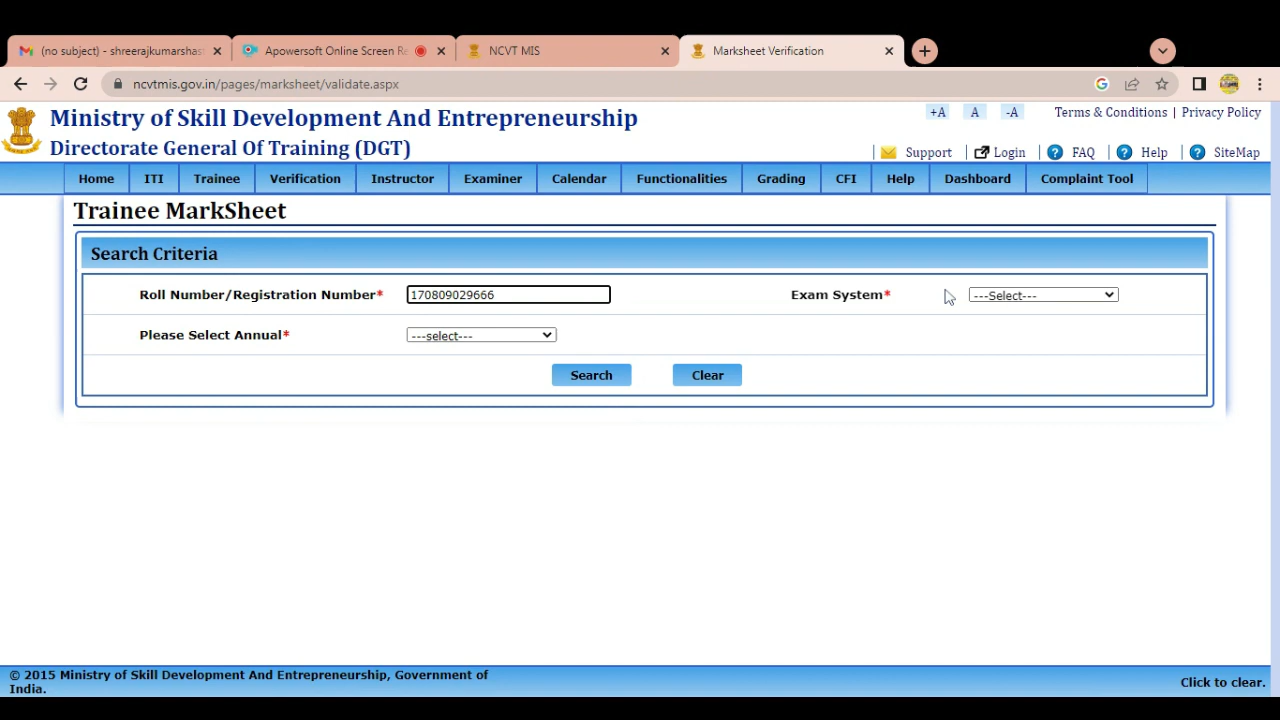 (no subject) - shreerajkumarshas
Apowersoft Online Screen Re
NCVT MIS
Marksheet Verification
ncvtmis.gov.in/pages/marksheet/validate.aspx
Ministry of Skill Development And Entrepreneurship
Directorate General Of Training (DGT)
+A A -A Terms & Conditions | Privacy Policy
| Support | Login | FAQ | Help | SiteMap
Home ITI Trainee Verification Instructor Examiner Calendar Functionalities Grading CFI Help Dashboard Complaint Tool
Trainee MarkSheet
Search Criteria
Roll Number/Registration Number* 170809029666 Exam System* ---Select---
Please Select Annual* ---select---
Search Clear
© 2015 Ministry of Skill Development And Entrepreneurship, Government of
India.
Click to clear.